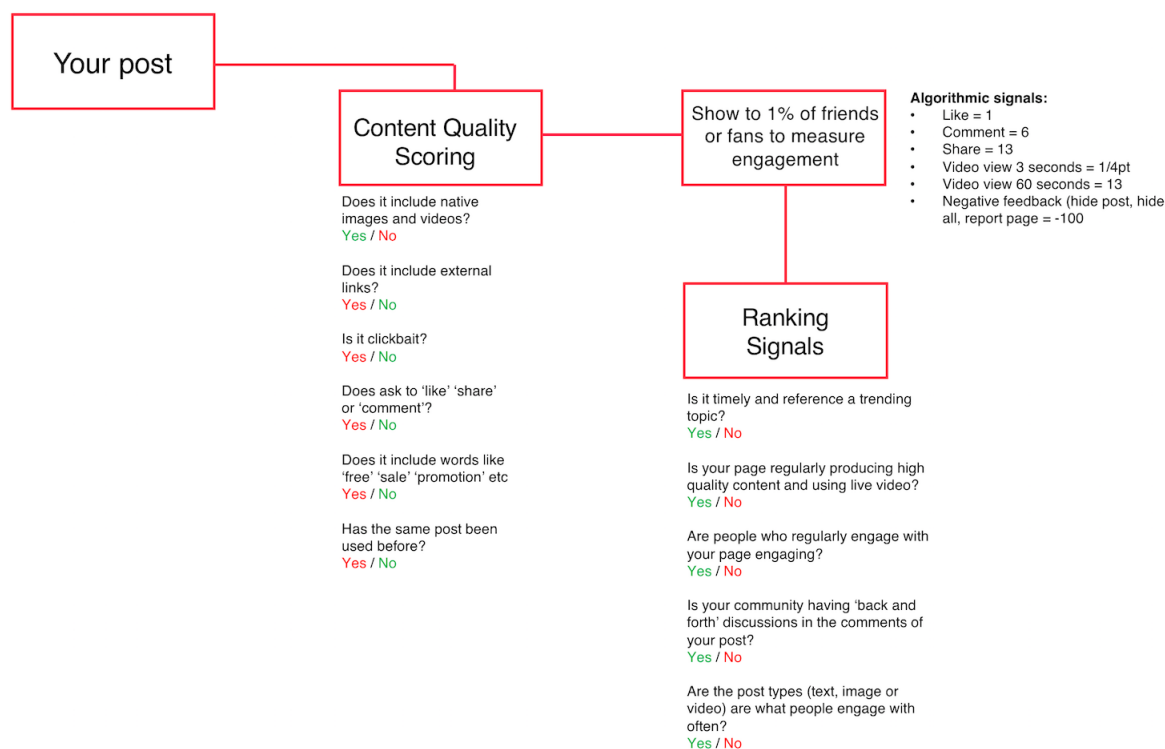 Your post
Content Quality
Scoring
Does it include native
images and videos?
Yes / No
Does it include external
links?
Yes / No
Is it clickbait?
Yes / No
Does ask to ‘like’ ‘share’
or ‘comment’?
Yes / No
Does it include words like
‘free’ ‘sale’ ‘promotion’ etc
Yes / No
Has the same post been
used before?
Yes / No
Show to 1% of friends
or fans to measure
engagement
Algorithmic signals:
• Like = 1
• Comment = 6
• Share = 13
• Video view 3 seconds = 1/4pt
• Video view 60 seconds = 13
• Negative feedback (hide post, hide
all, report page = -100
Ranking
Signals
Is it timely and reference a trending
topic?
Yes / No
Is your page regularly producing high
quality content and using live video?
Yes / No
Are people who regularly engage with
your page engaging?
Yes / No
Is your community having ‘back and
forth’ discussions in the comments of
your post?
Yes / No
Are the post types (text, image or
video) are what people engage with
often?
Yes / No